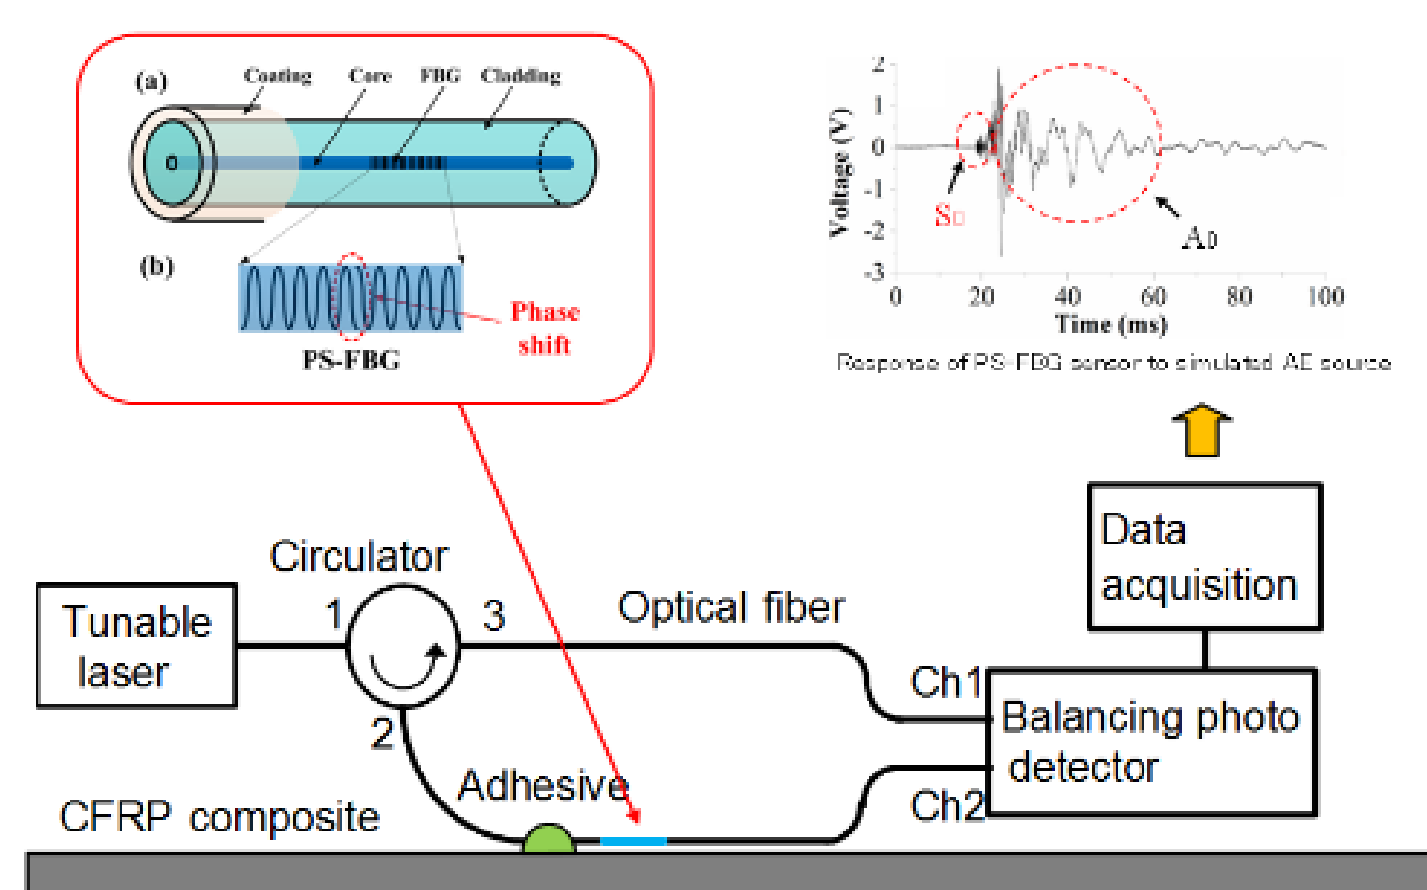 (a)
Coating Core FBG Cladding
(b)
Phase
shift
PS-FBG
2
1
0
-1
-2
-3
Voltage (V)
S□
A0
0 20 40 60 80 100
Time (ms)
Response of PS-FBG sensor to simulated AE source
Data
acquisition
Circulator
Tunable
laser
1
3
2
Optical fiber
Ch1
Balancing photo
detector
Ch2
Adhesive
CFRP composite